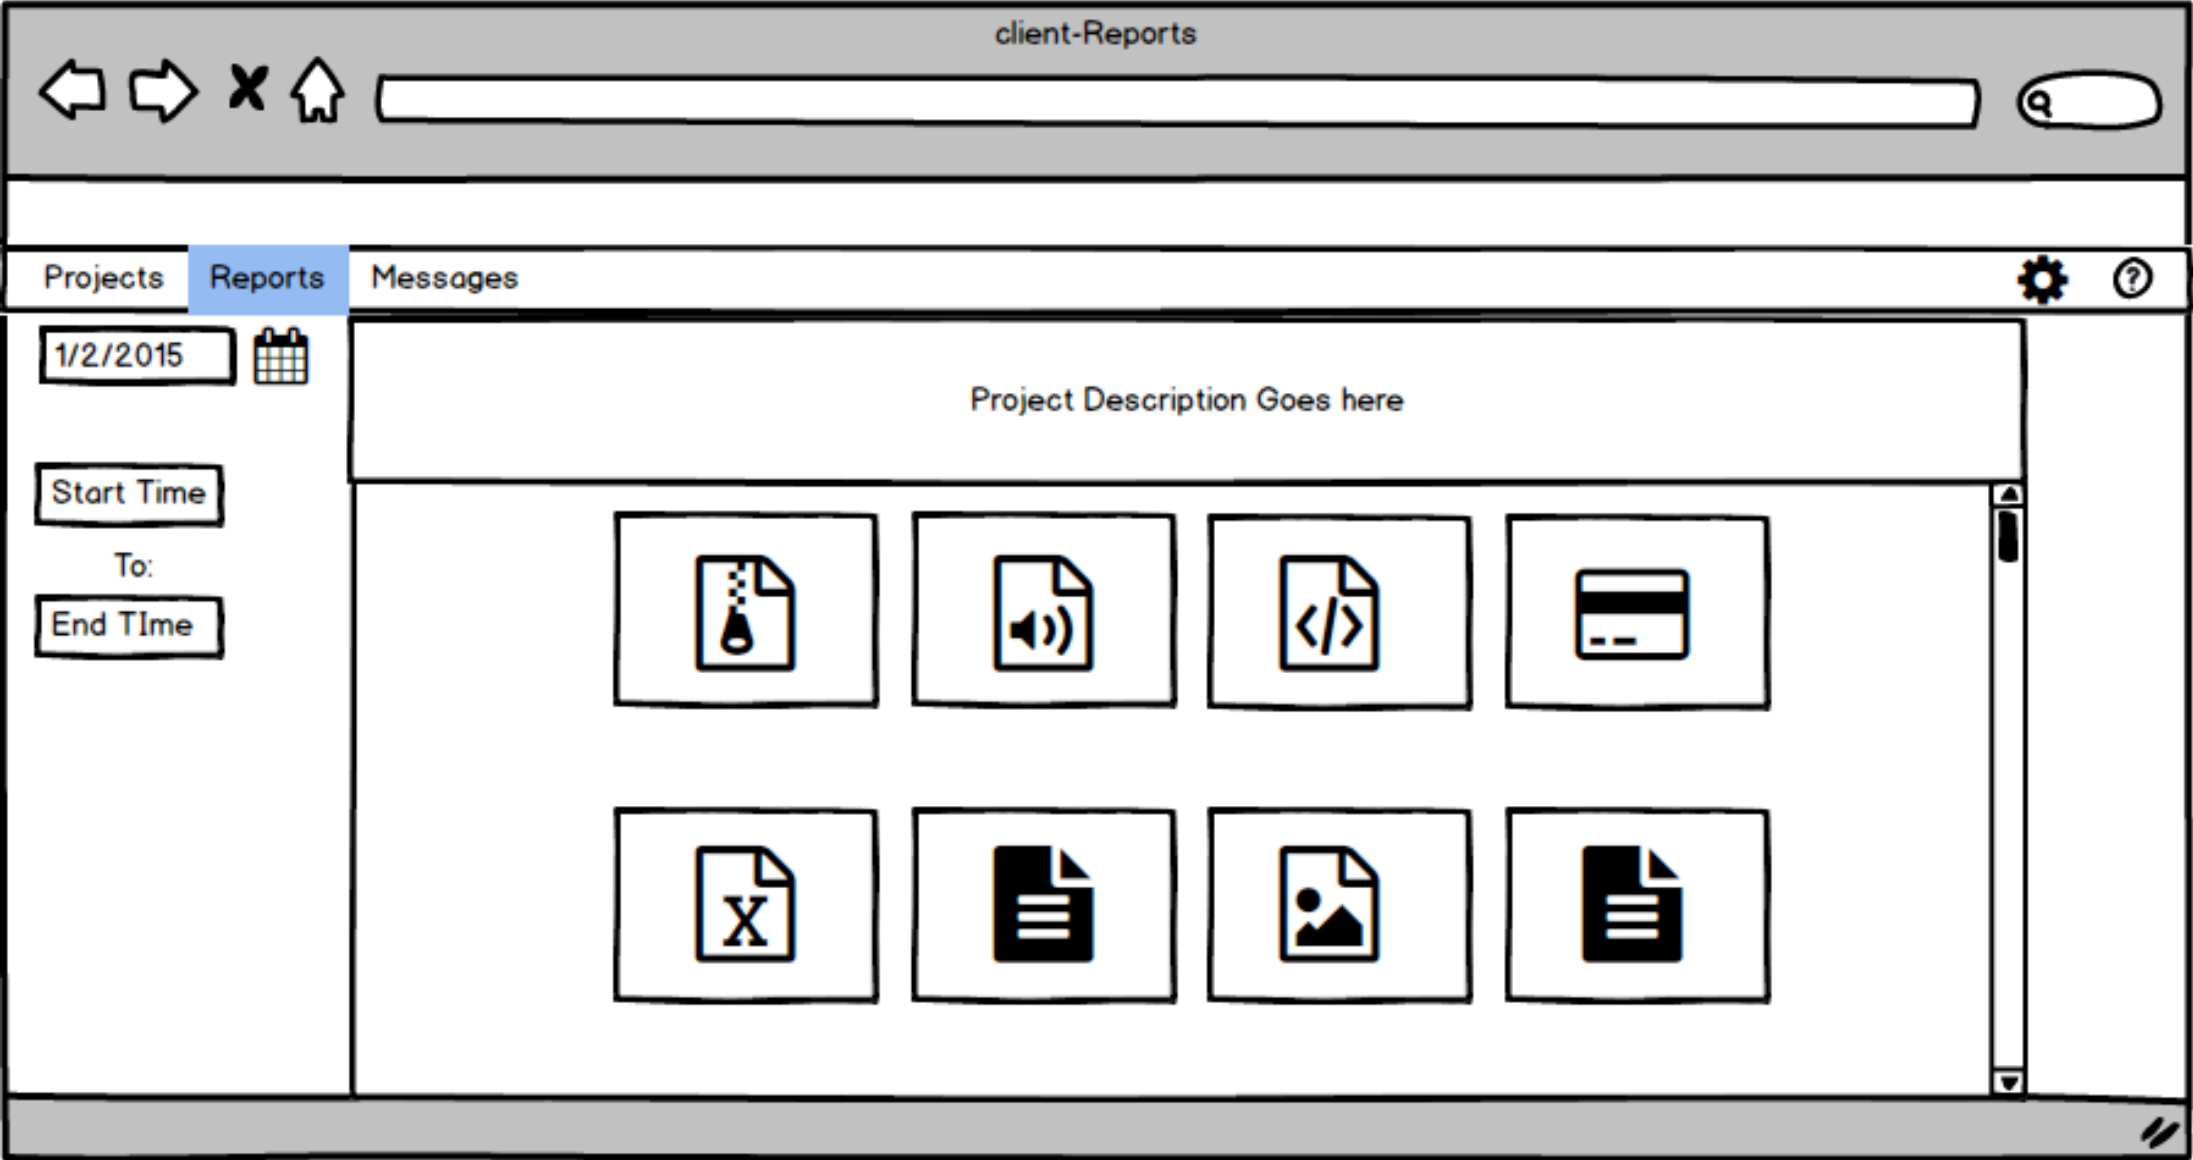 client-Reports
Projects Reports Messages
1/2/2015
Project Description Goes here
Start Time
To:
End TIme